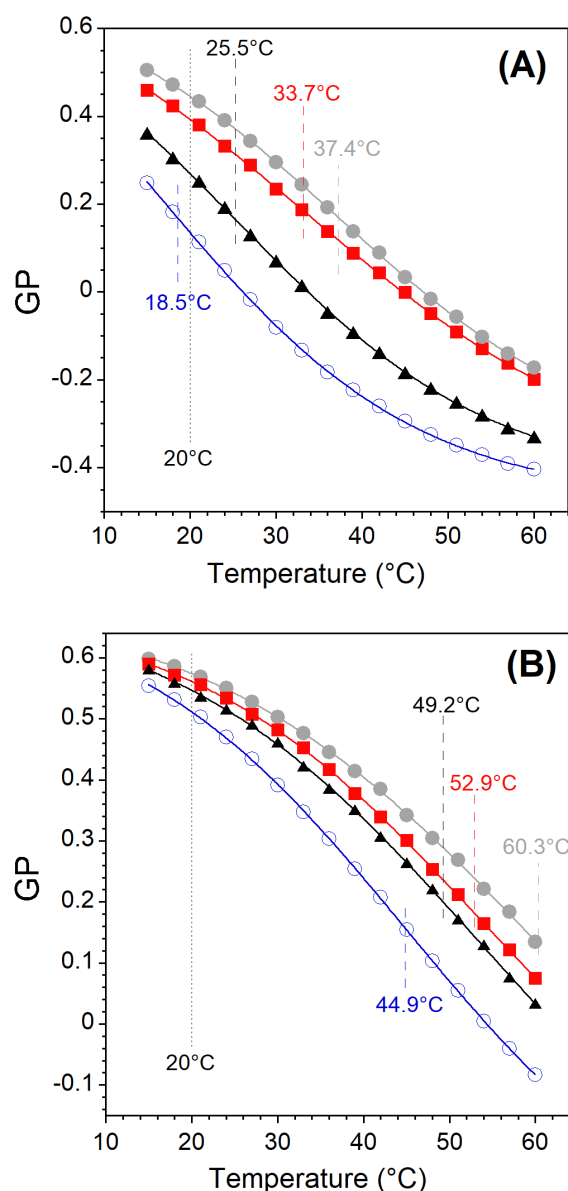 (A)
0.6
0.4
0.2
0
-0.2
-0.4
GP
25.5°C
33.7°C
37.4°C
18.5°C
20°C
10 20 30 40 50 60
Temperature (°C)
(B)
0.6
0.5
0.4
0.3
0.2
0.1
0
-0.1
GP
49.2°C
52.9°C
60.3°C
44.9°C
20°C
10 20 30 40 50 60
Temperature (°C)